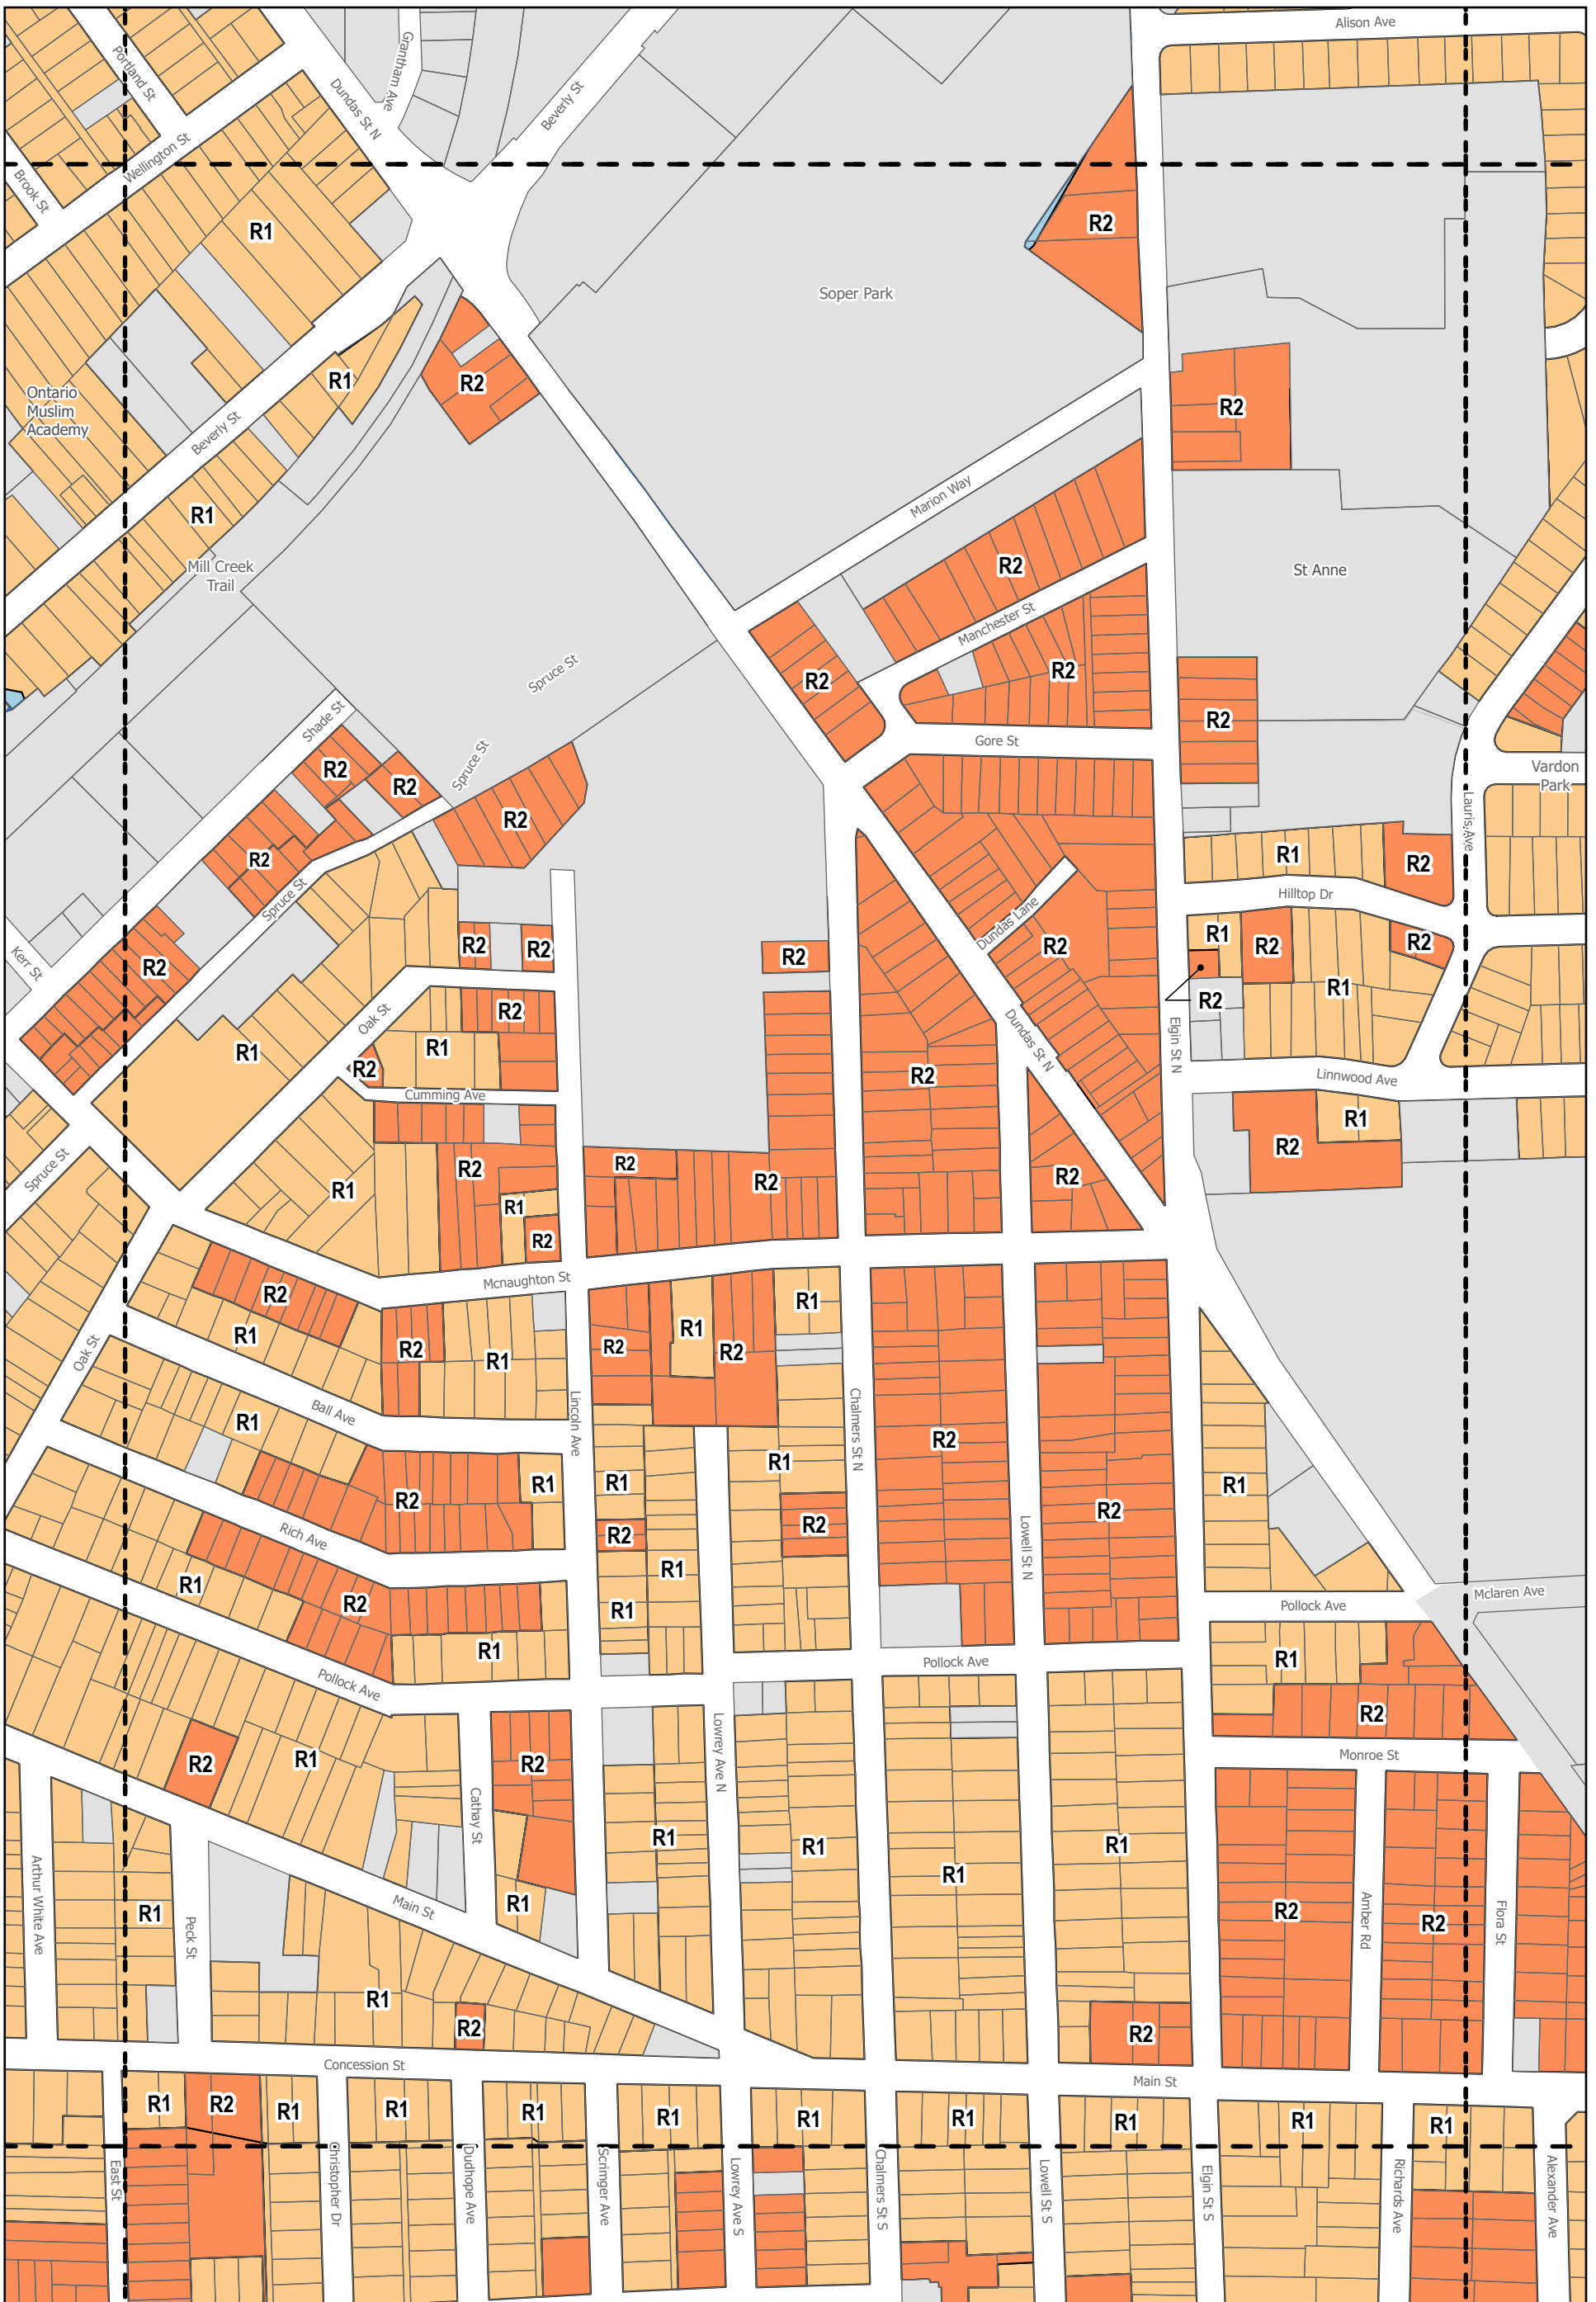 Alison Ave
Portland St
Grantham Ave
Dundas St N
Beverly St
Wellington St
Brook St
R1
R2
Soper Park
R1
R2
Ontario
Muslim
Academy
R2
Beverly St
Marion Way
R1
Mill Creek
Trail
R2
St Anne
Manchester St
Spruce St
R2
R2
R2
Shade St
Gore St
Spruce St
Vardon
Park
R2
R2
R2
Lauris Ave
R2
R1
R2
Spruce St
Hilltop Dr
Dundas Lane
R1
R2
R2
R2
R2
R2
R2
Kerr St
R2
R1
R2
Oak St
R2
Dundas St N
Elgin St N
R1
R1
R2
R2
Linnwood Ave
Cumming Ave
R1
R2
Spruce St
R2
R2
R2
R2
R1
R1
R2
Mcnaughton St
R2
R1
R1
R1
R2
R2
R2
R1
Oak St
Ball Ave
Lincoln Ave
Chalmers St N
R1
R2
R1
R1
R1
R1
R2
R2
R2
R2
Rich Ave
Lowell St N
R1
R1
R2
R1
Mclaren Ave
Pollock Ave
R1
R1
Pollock Ave
Pollock Ave
R2
Lowrey Ave N
Monroe St
R2
R1
R2
Cathay St
R1
R1
R1
R1
Arthur White Ave
R1
Peck St
Main St
R1
R2
Amber Rd
R2
Flora St
R1
R2
R2
Concession St
Main St
R1
R2
R1
R1
R1
R1
R1
R1
R1
R1
R1
East St
Christopher Dr
Dudhope Ave
Scrimger Ave
Lowrey Ave S
Chalmers St S
Lowell St S
Elgin St S
Richards Ave
Alexander Ave